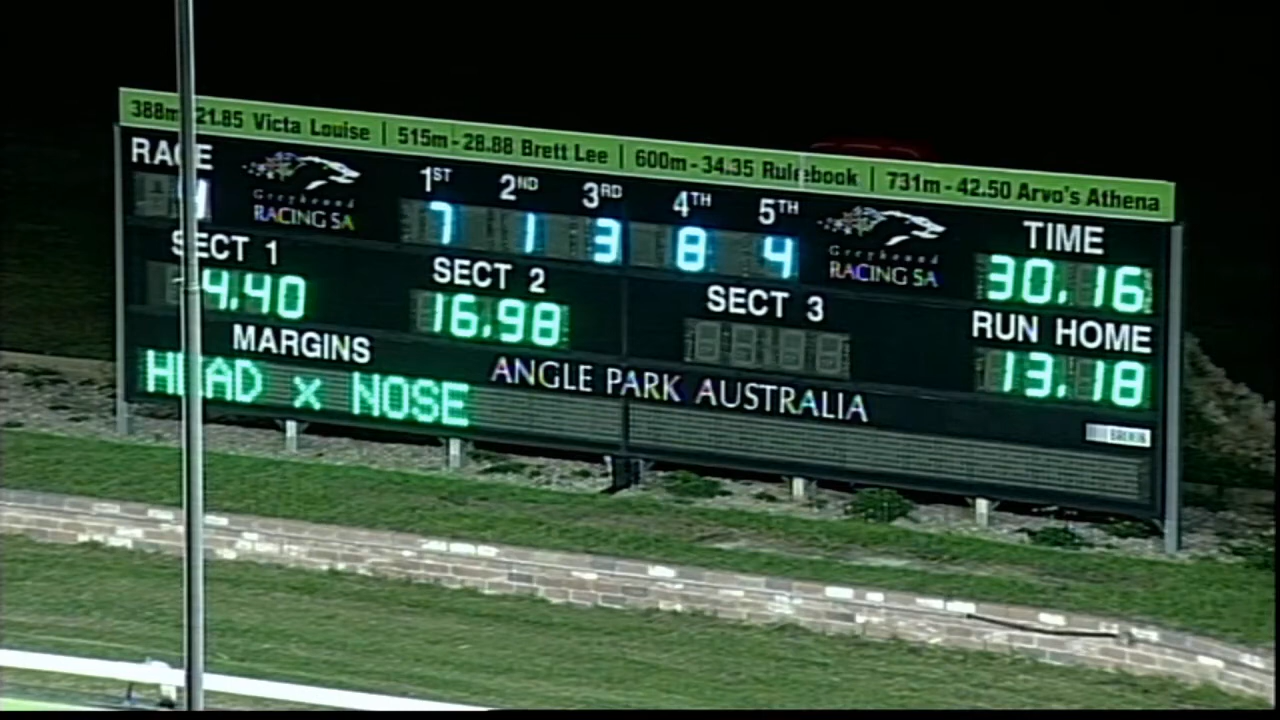 388m-21.85 Victa Louise | 515m-28.88 Brett Lee | 600m-34.35 Rulebook | 731m-42.50 Arvo's Athena
RACE 4
Greyhound
RACING SA
1ST 2ND 3RD 4TH 5TH
7 1 3 8 4
Greyhound
RACING SA
TIME
30.16
SECT 1
4.40
SECT 2
16.98
SECT 3
RUN HOME
13.18
MARGINS
HEAD x NOSE
ANGLE PARK AUSTRALIA